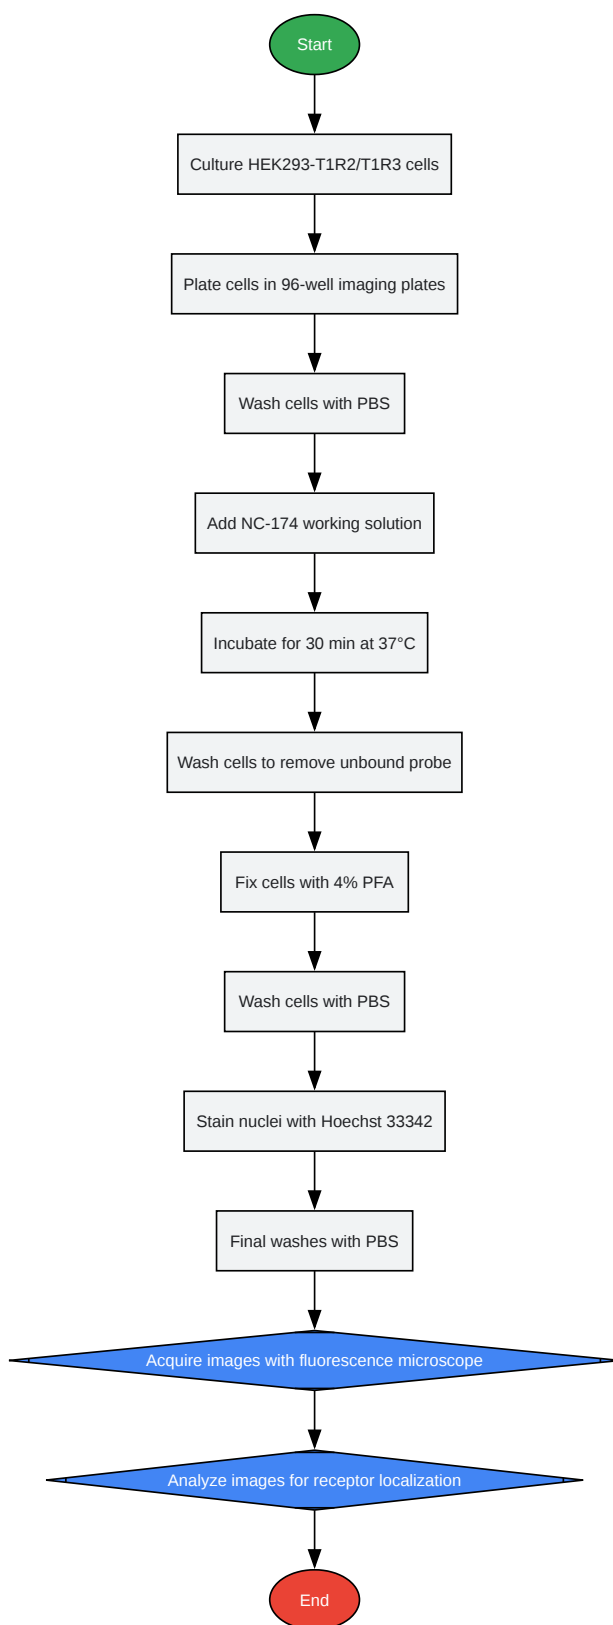 Start
Culture HEK293-T1R2/T1R3 cells
Plate cells in 96-well imaging plates
Wash cells with PBS
Add NC-174 working solution
Incubate for 30 min at 37°C
Wash cells to remove unbound probe
Fix cells with 4% PFA
Wash cells with PBS
Stain nuclei with Hoechst 33342
Final washes with PBS
Acquire images with fluorescence microscope
Analyze images for receptor localization
End